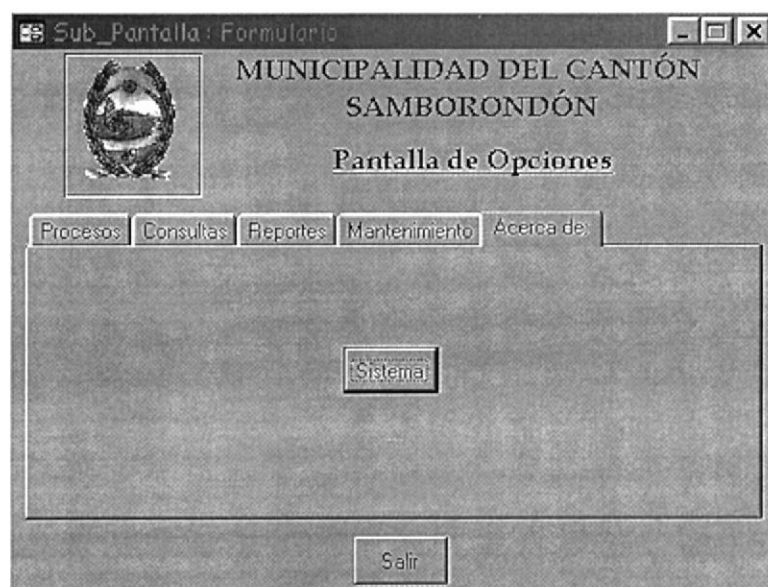 Sub_Pantalla : Formulario
MUNICIPALIDAD DEL CANTÓN
SAMBORONDÓN
Pantalla de Opciones
Procesos Consultas Reportes Mantenimiento Acerca de:
Sistema
Salir